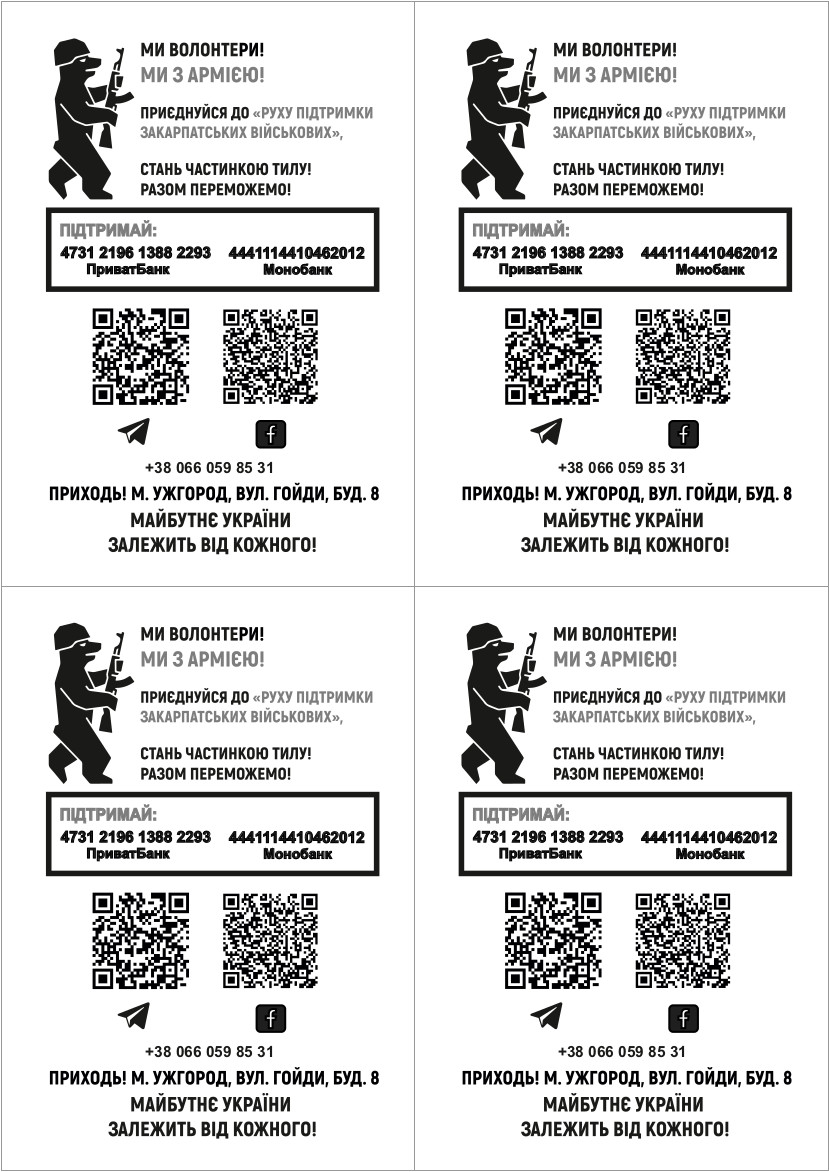 МИ ВОЛОНТЕРИ!
МИ З АРМІЄЮ!
ПРИЄДНУЙСЯ ДО «РУХУ ПІДТРИМКИ
ЗАКАРПАТСЬКИХ ВІЙСЬКОВИХ»,
СТАНЬ ЧАСТИНКОЮ ТИЛУ!
РАЗОМ ПЕРЕМОЖЕМО!
ПІДТРИМАЙ:
4731 2196 1388 2293 4441114410462012
ПриватБанк Монобанк
+38 066 059 85 31
ПРИХОДЬ! М. УЖГОРОД, ВУЛ. ГОЙДИ, БУД. 8
МАЙБУТНЄ УКРАЇНИ
ЗАЛЕЖИТЬ ВІД КОЖНОГО!
МИ ВОЛОНТЕРИ!
МИ З АРМІЄЮ!
ПРИЄДНУЙСЯ ДО «РУХУ ПІДТРИМКИ
ЗАКАРПАТСЬКИХ ВІЙСЬКОВИХ»,
СТАНЬ ЧАСТИНКОЮ ТИЛУ!
РАЗОМ ПЕРЕМОЖЕМО!
ПІДТРИМАЙ:
4731 2196 1388 2293 4441114410462012
ПриватБанк Монобанк
+38 066 059 85 31
ПРИХОДЬ! М. УЖГОРОД, ВУЛ. ГОЙДИ, БУД. 8
МАЙБУТНЄ УКРАЇНИ
ЗАЛЕЖИТЬ ВІД КОЖНОГО!
МИ ВОЛОНТЕРИ!
МИ З АРМІЄЮ!
ПРИЄДНУЙСЯ ДО «РУХУ ПІДТРИМКИ
ЗАКАРПАТСЬКИХ ВІЙСЬКОВИХ»,
СТАНЬ ЧАСТИНКОЮ ТИЛУ!
РАЗОМ ПЕРЕМОЖЕМО!
ПІДТРИМАЙ:
4731 2196 1388 2293 4441114410462012
ПриватБанк Монобанк
+38 066 059 85 31
ПРИХОДЬ! М. УЖГОРОД, ВУЛ. ГОЙДИ, БУД. 8
МАЙБУТНЄ УКРАЇНИ
ЗАЛЕЖИТЬ ВІД КОЖНОГО!
МИ ВОЛОНТЕРИ!
МИ З АРМІЄЮ!
ПРИЄДНУЙСЯ ДО «РУХУ ПІДТРИМКИ
ЗАКАРПАТСЬКИХ ВІЙСЬКОВИХ»,
СТАНЬ ЧАСТИНКОЮ ТИЛУ!
РАЗОМ ПЕРЕМОЖЕМО!
ПІДТРИМАЙ:
4731 2196 1388 2293 4441114410462012
ПриватБанк Монобанк
+38 066 059 85 31
ПРИХОДЬ! М. УЖГОРОД, ВУЛ. ГОЙДИ, БУД. 8
МАЙБУТНЄ УКРАЇНИ
ЗАЛЕЖИТЬ ВІД КОЖНОГО!